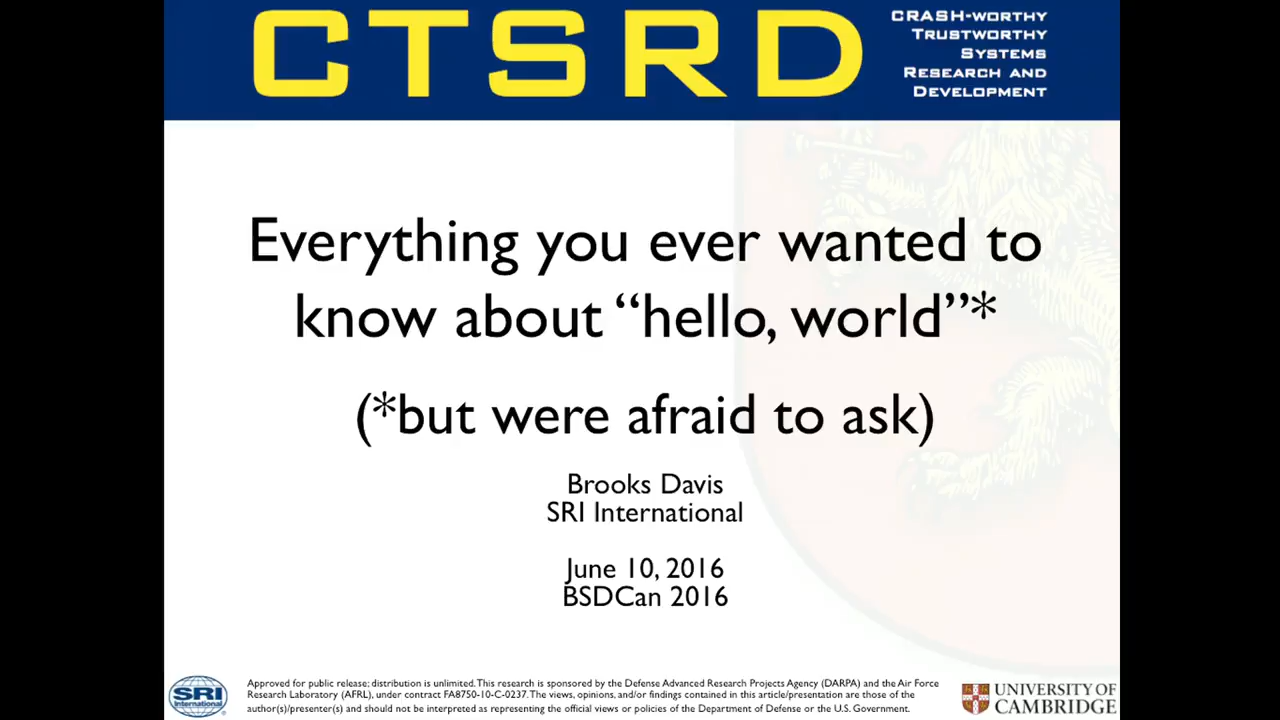 CTSRD
CRASH-WORTHY
TRUSTWORTHY
SYSTEMS
RESEARCH AND
DEVELOPMENT
Everything you ever wanted to
know about “hello, world”*
(*but were afraid to ask)
Brooks Davis
SRI International
June 10, 2016
BSDCan 2016
SRI
International
Approved for public release; distribution is unlimited. This research is sponsored by the Defense Advanced Research Projects Agency (DARPA) and the Air Force
Research Laboratory (AFRL), under contract FA8750-10-C-0237. The views, opinions, and/or findings contained in this article/presentation are those of the
author(s)/presenter(s) and should not be interpreted as representing the official views or policies of the Department of Defense or the U.S. Government.
UNIVERSITY OF
CAMBRIDGE